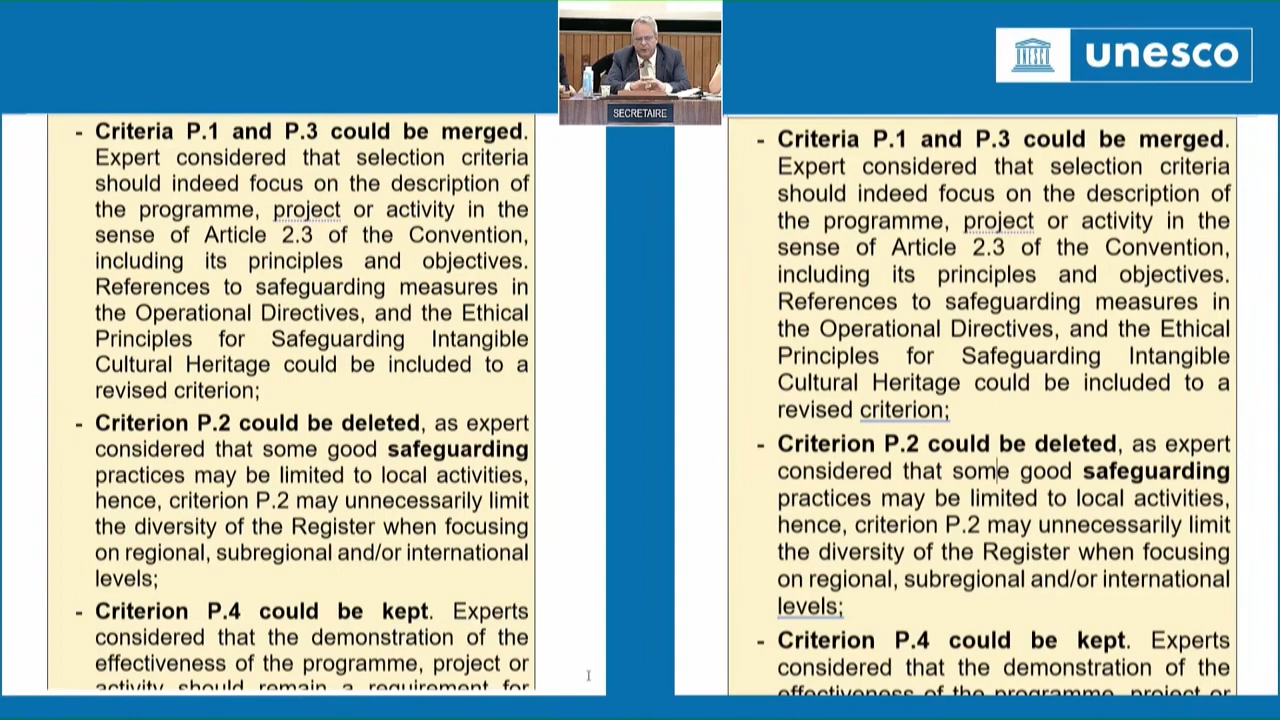 SECRETAIRE
unesco
- Criteria P.1 and P.3 could be merged.
Expert considered that selection criteria
should indeed focus on the description of
the programme, project or activity in the
sense of Article 2.3 of the Convention,
including its principles and objectives.
References to safeguarding measures in
the Operational Directives, and the Ethical
Principles for Safeguarding Intangible
Cultural Heritage could be included to a
revised criterion;
- Criterion P.2 could be deleted, as expert
considered that some good safeguarding
practices may be limited to local activities,
hence, criterion P.2 may unnecessarily limit
the diversity of the Register when focusing
on regional, subregional and/or international
levels;
- Criterion P.4 could be kept. Experts
considered that the demonstration of the
effectiveness of the programme, project or
activity should remain a requirement for
- Criteria P.1 and P.3 could be merged.
Expert considered that selection criteria
should indeed focus on the description of
the programme, project or activity in the
sense of Article 2.3 of the Convention,
including its principles and objectives.
References to safeguarding measures in
the Operational Directives, and the Ethical
Principles for Safeguarding Intangible
Cultural Heritage could be included to a
revised criterion;
- Criterion P.2 could be deleted, as expert
considered that some good safeguarding
practices may be limited to local activities,
hence, criterion P.2 may unnecessarily limit
the diversity of the Register when focusing
on regional, subregional and/or international
levels;
- Criterion P.4 could be kept. Experts
considered that the demonstration of the
effectiveness of the programme, project or